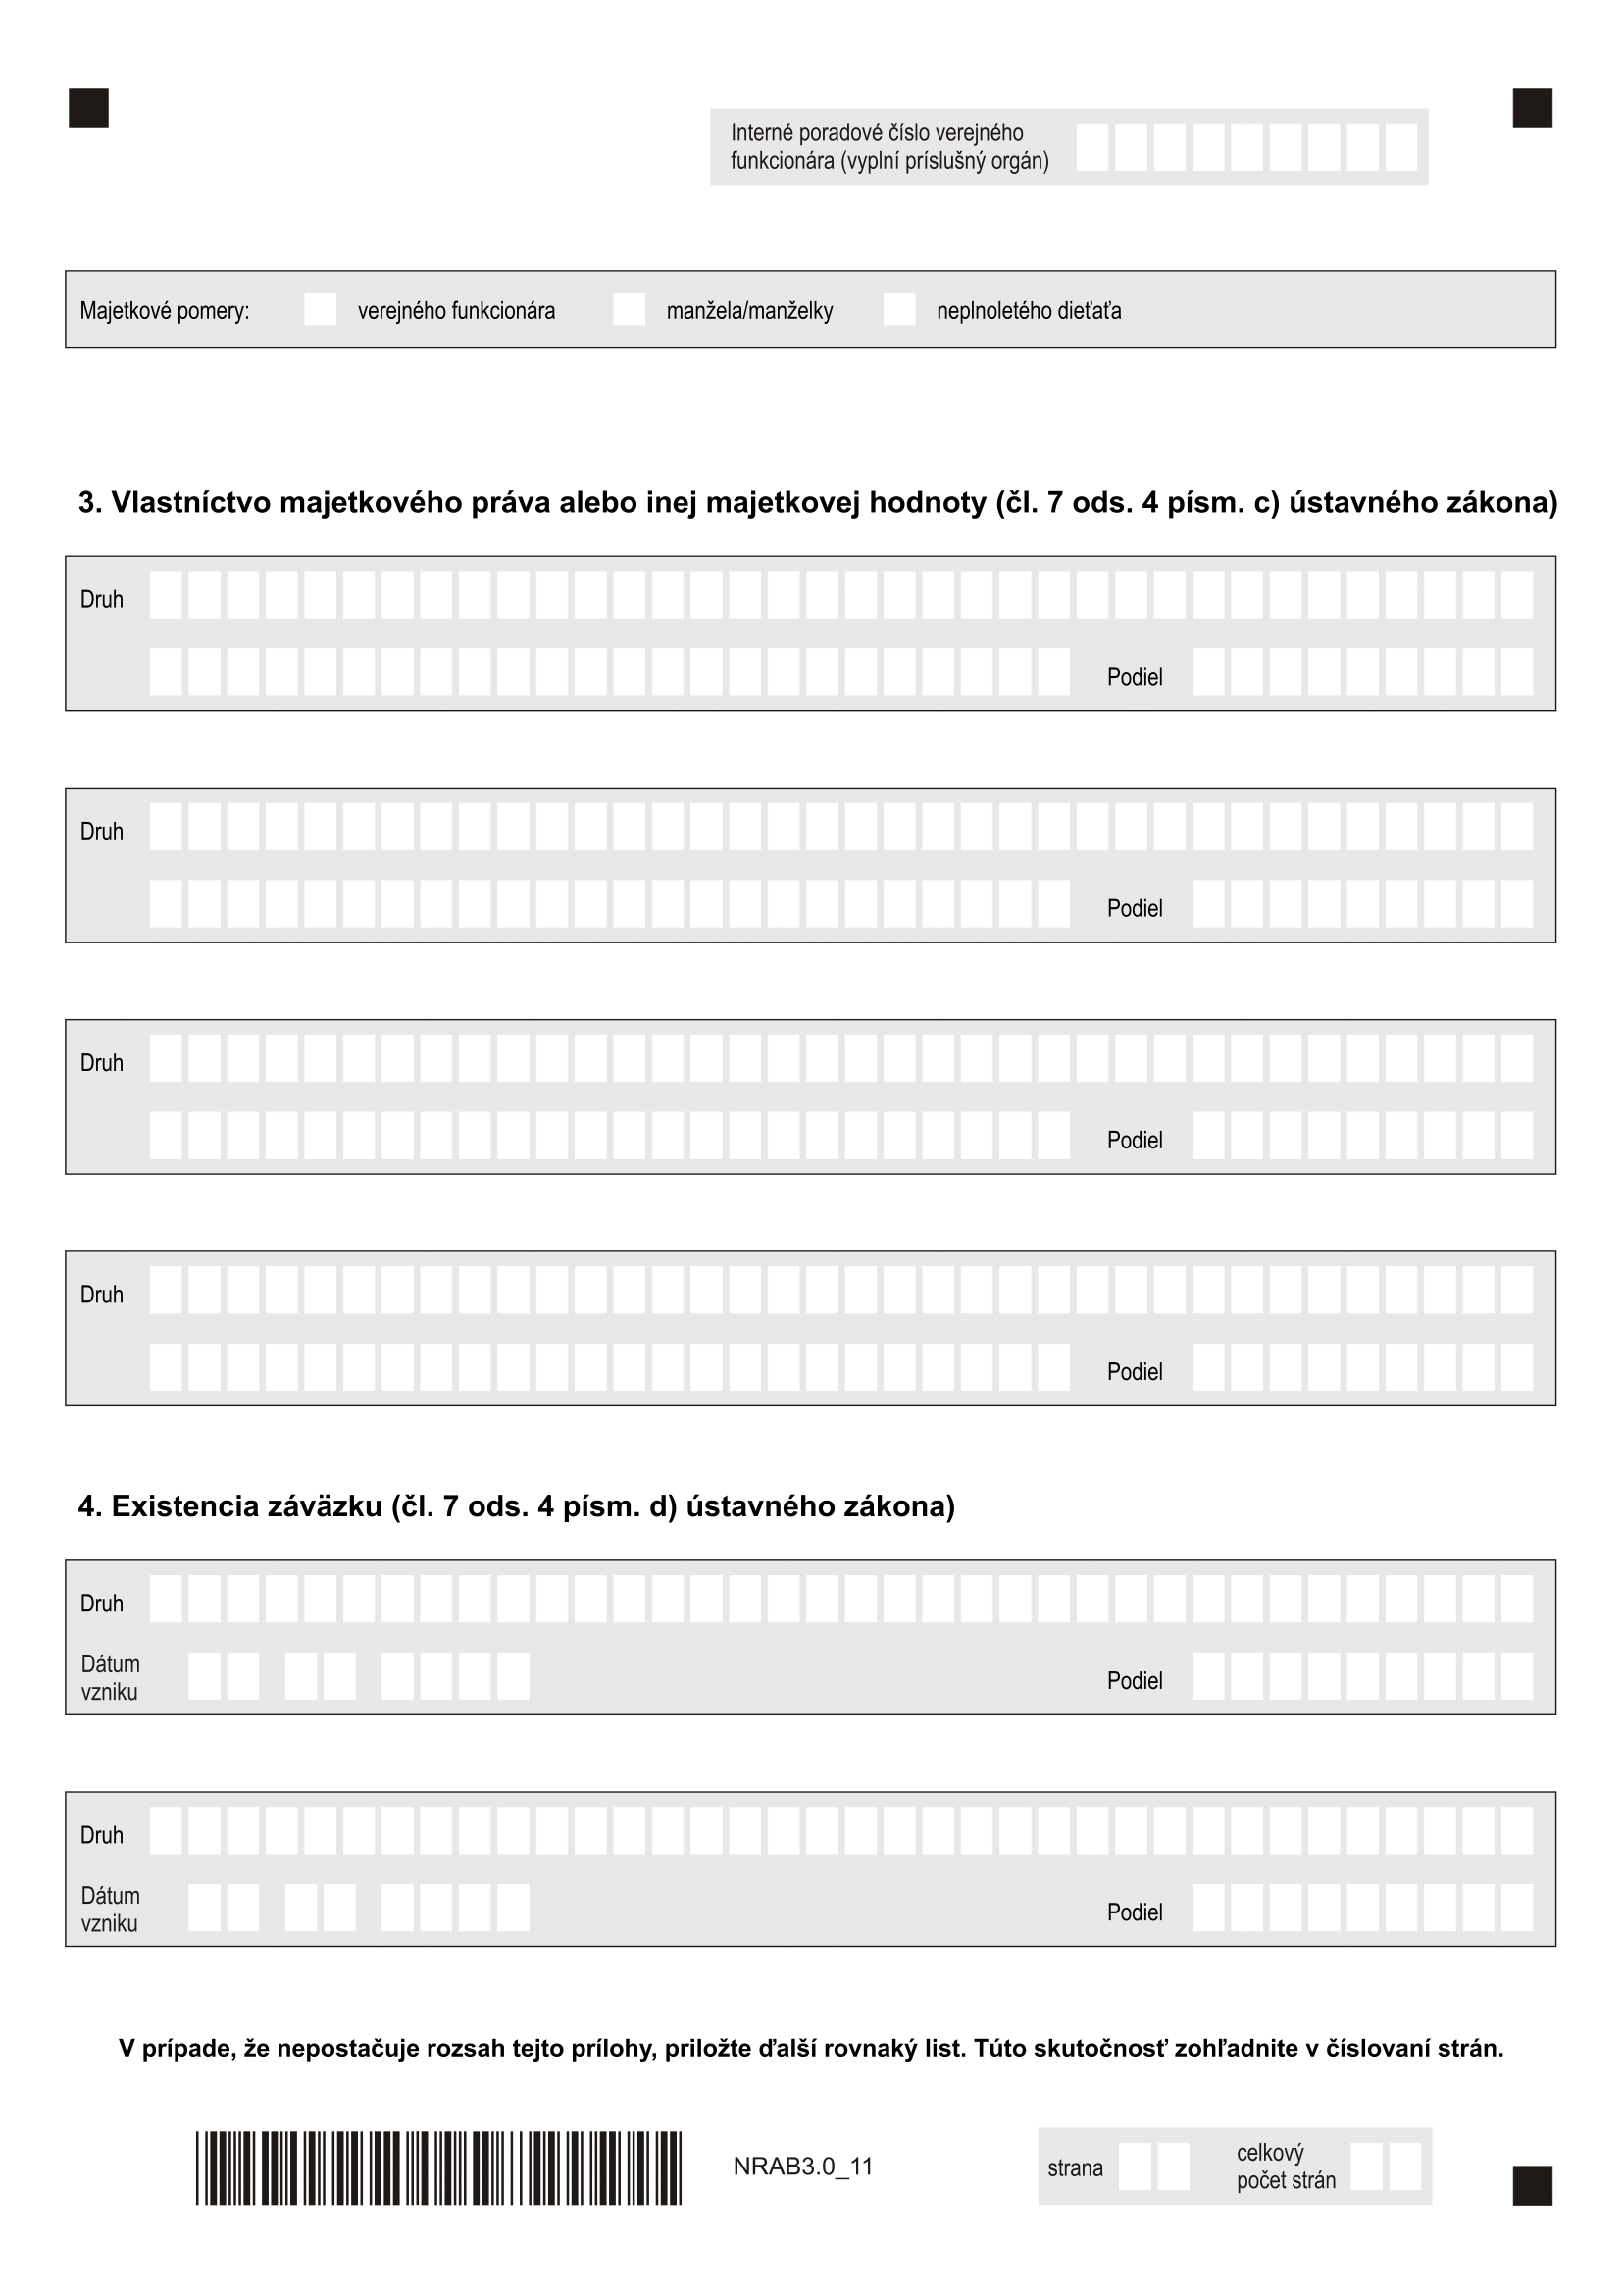 Interné poradové číslo verejného
funkcionára (vyplní príslušný orgán)
Majetkové pomery: verejného funkcionára manžela/manželky neplnoletého dieťaťa
3. Vlastníctvo majetkového práva alebo inej majetkovej hodnoty (čl. 7 ods. 4 písm. c) ústavného zákona)
Druh
Podiel
Druh
Podiel
Druh
Podiel
Druh
Podiel
4. Existencia záväzku (čl. 7 ods. 4 písm. d) ústavného zákona)
Druh
Dátum
vzniku
Podiel
Druh
Dátum
vzniku
Podiel
V prípade, že nepostačuje rozsah tejto prílohy, priložte ďalší rovnaký list. Túto skutočnosť zohľadnite v číslovaní strán.
NRAB3.0_11
strana
celkový
počet strán